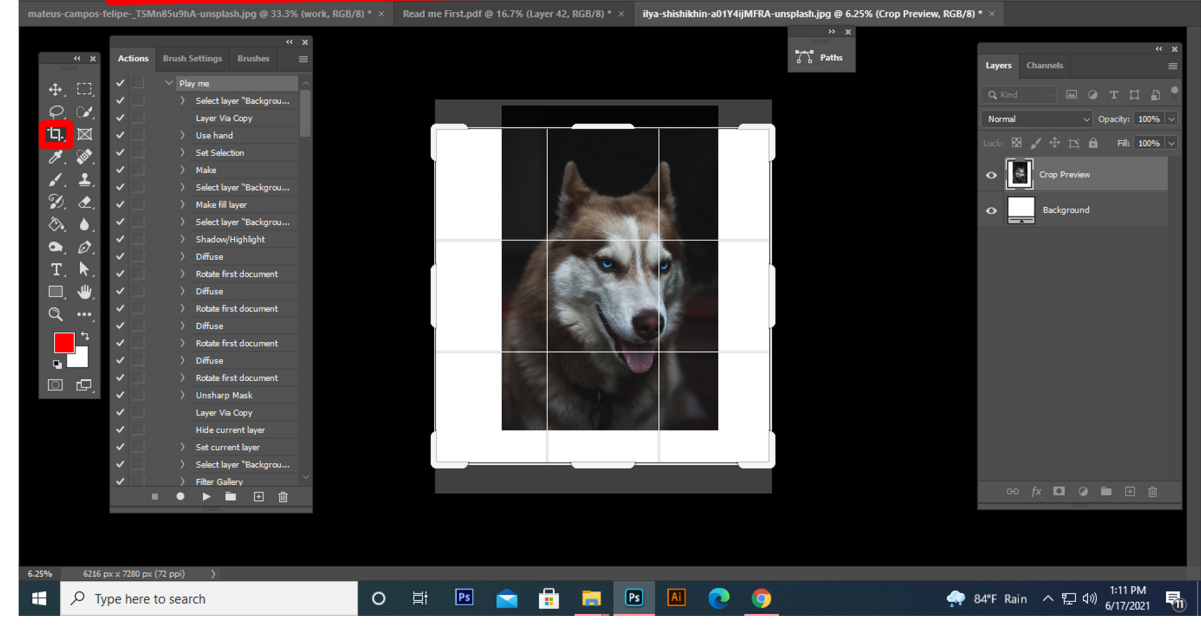 mateus-campos-felipe-_TSMn85u9hA-unsplash.jpg @ 33.3% (work, RGB/8) * × Read me First.pdf @ 16.7% (Layer 42, RGB/8) * × ilya-shishikhin-a01Y4ijMFRA-unsplash.jpg @ 6.25% (Crop Preview, RGB/8) * ×
Actions Brush Settings Brushes
Play me
Select layer "Backgrou...
Layer Via Copy
Use hand
Set Selection
Make
Select layer "Backgrou...
Make fill layer
Select layer "Backgrou...
Shadow/Highlight
Diffuse
Rotate first document
Diffuse
Rotate first document
Diffuse
Rotate first document
Diffuse
Rotate first document
Unsharp Mask
Layer Via Copy
Hide current layer
Set current layer
Select layer "Backgrou...
Filter Gallery
Paths
Layers Channels
Kind
Normal Opacity: 100%
Lock: Fill: 100%
Crop Preview
Background
fx
6.25% 6216 px x 7280 px (72 ppi)
Type here to search
Ps
Ps
Ai
84°F Rain
1:11 PM
6/17/2021
11